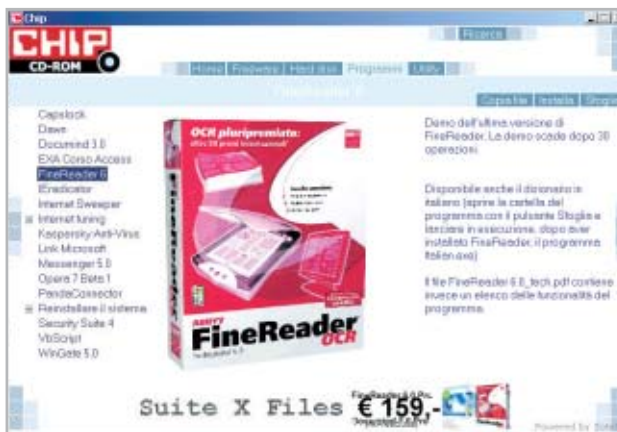 Chip
CHIP
CD-ROM
Ricerca
Home Freeware Hard disk Programmi Utility
FineReader 6
Copia file Installa Sfoglia
Capslock
Dawn
Documind 3.0
EXA Corso Access
FineReader 6
IEradicator
Internet Sweeper
Internet tuning
Kaspersky Anti-Virus
Link Microsoft
Messenger 5.0
Opera 7 Beta 1
PandaConnector
Reinstallare il sistema
Security Suite 4
VbScript
WinGate 5.0
OCR pluripremiato:
oltre premi internazionali
ABBYY
FineReader
OCR
Demo dell'ultima versione di
FineReader. La demo scade dopo 30
operazioni.
Disponibile anche il dizionario in
italiano (aprire la cartella del
programma con il pulsante Sfoglia e
lanciare in esecuzione, dopo aver
installato FineReader, il programma
Italian.exe)
Il file FineReader 6.0_tech.pdf contiene
invece un elenco delle funzionalità del
programma.
Suite X Files
€ 159,-
Powered by